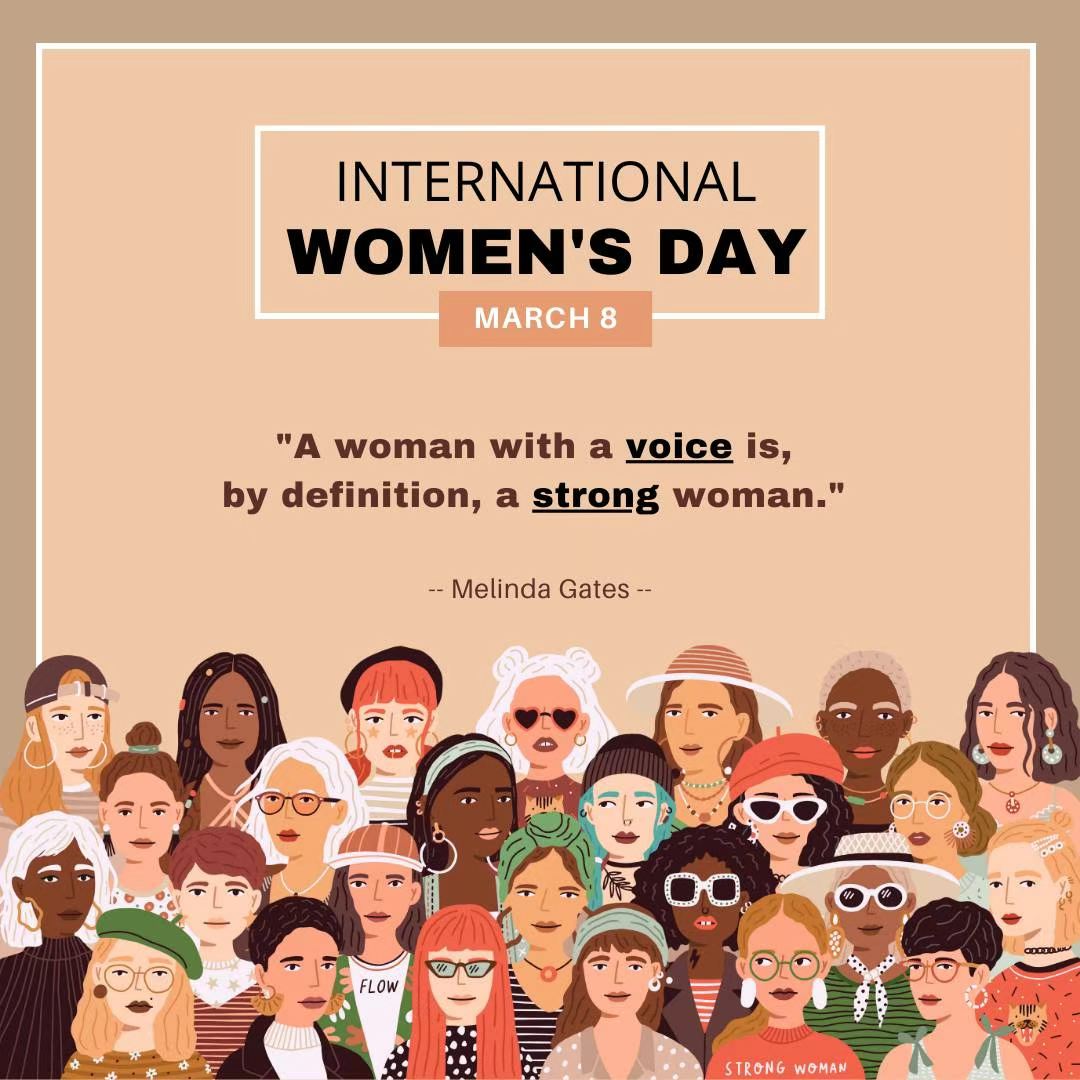 INTERNATIONAL
WOMEN'S DAY
MARCH 8
"A woman with a voice is,
by definition, a strong woman."
-- Melinda Gates --
FLOW
STRONG WOMAN